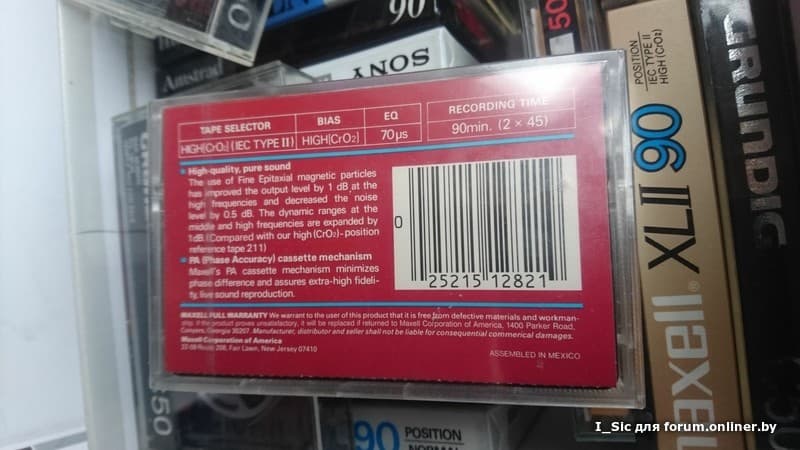 90
SONY
Amstrad
50
TAPE SELECTOR BIAS EQ RECORDING TIME
HIGH(CrO₂) (IEC TYPE II) HIGH(CrO₂) 70μs 90min. (2 × 45)
High-quality, pure sound
The use of Fine Epitaxial magnetic particles
has improved the output level by 1 dB at the
high frequencies and decreased the noise
level by 0.5 dB. The dynamic ranges at the
middle and high frequencies are expanded by
1dB (Compared with our high (CrO₂)-position
reference tape 211)
PA (Phase Accuracy) cassette mechanism
Maxell's PA cassette mechanism minimizes
phase difference and assures extra-high fideli-
ty, live sound reproduction.
0
25215 12821
MAXELL FULL WARRANTY We warrant to the user of this product that it is free from defective materials and workman-
ship. If the product proves unsatisfactory, it will be replaced if returned to Maxell Corporation of America, 1400 Parker Road,
Conyers, Georgia 30207. Manufacturer, distributor and seller shall not be liable for consequential commerical damages.
Maxell Corporation of America
22-08 Route 208, Fair Lawn, New Jersey 07410
ASSEMBLED IN MEXICO
maxell® XLII 90
POSITION
IEC TYPE II
HIGH (CrO₂)
GRUNDIG
50
90 POSITION
NORMAL
I_Sic для forum.onliner.by